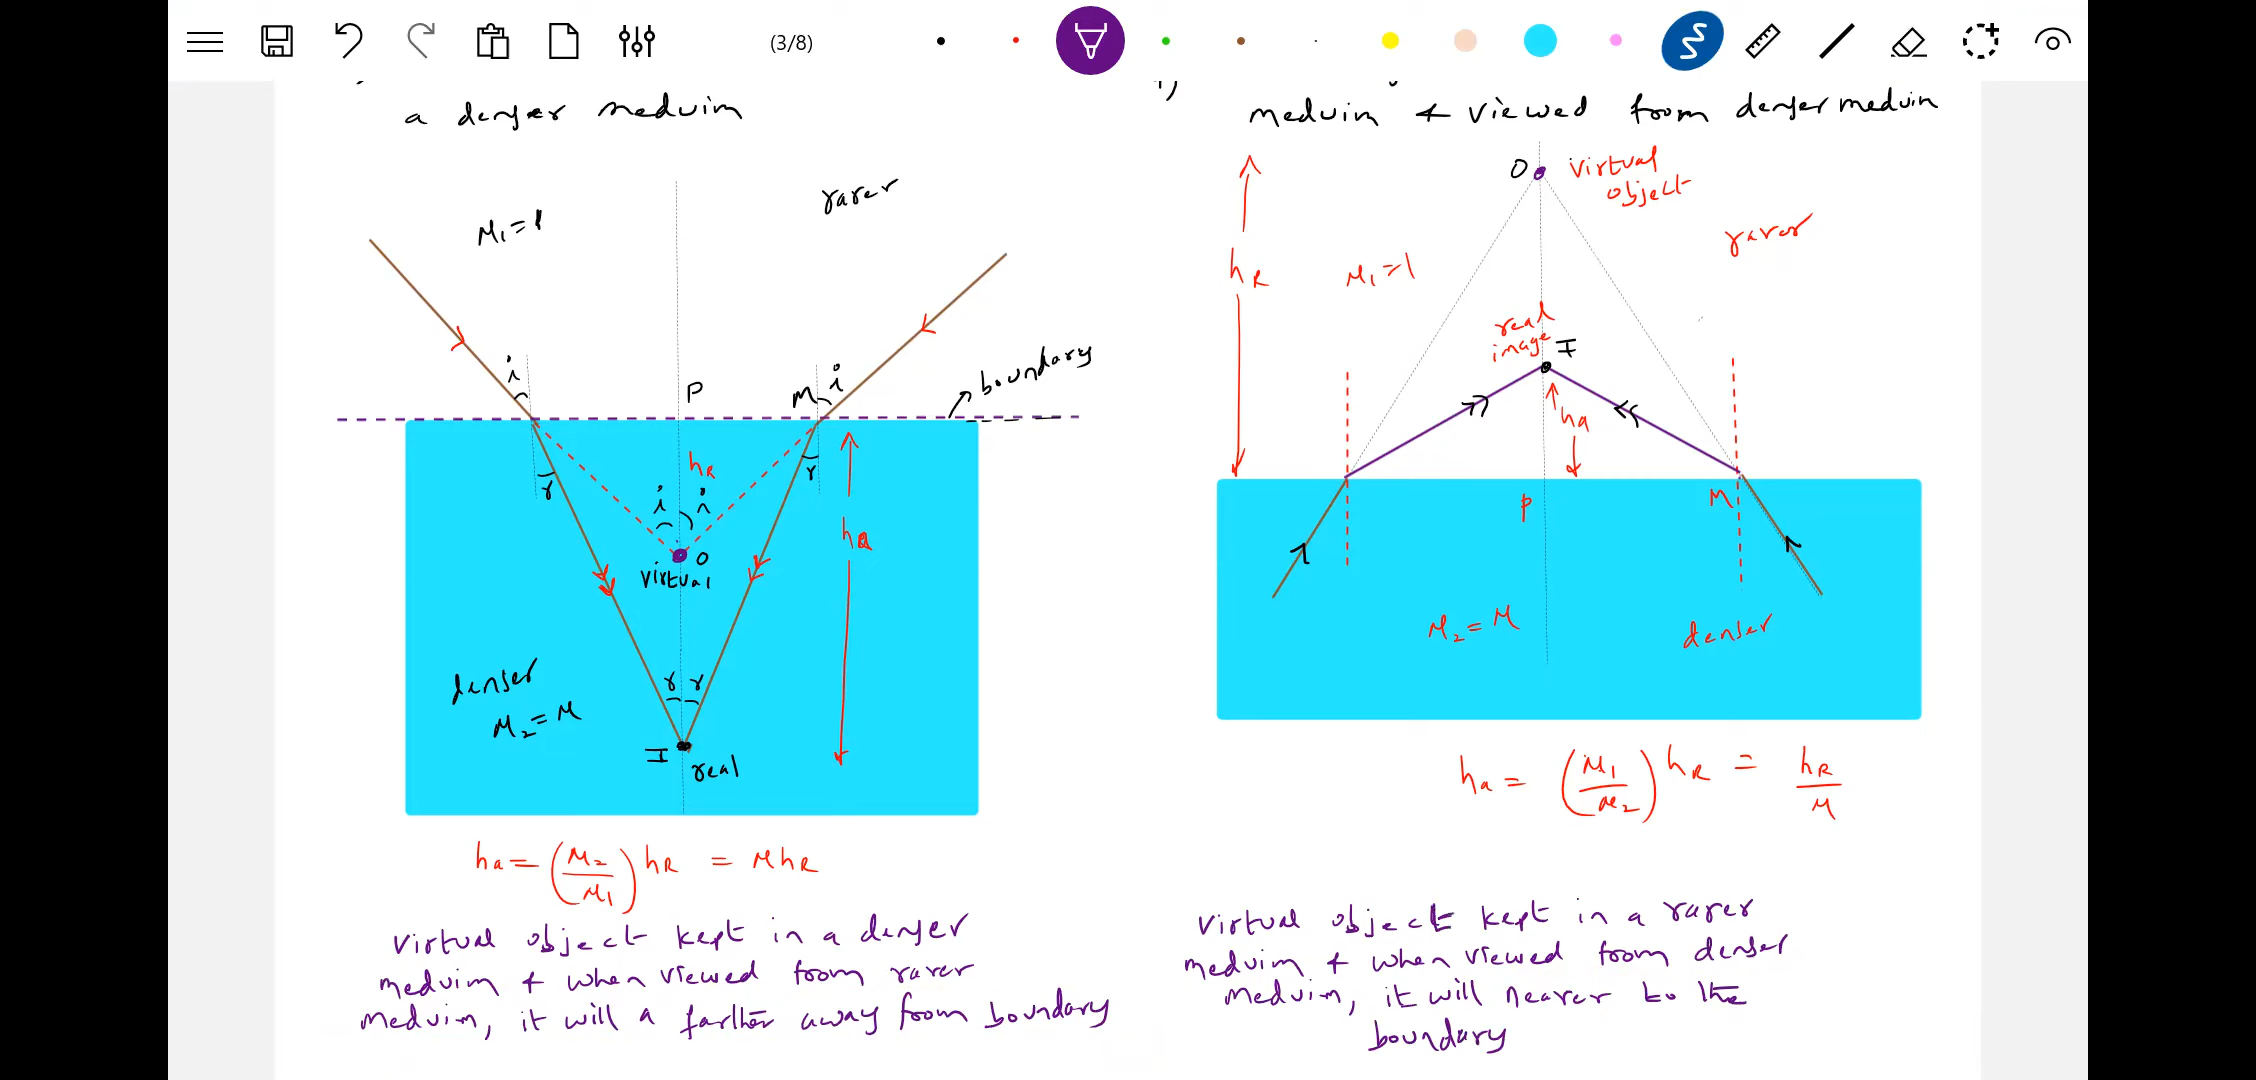 (3/8)
a denser meduim
μ₁=1
rarer
i
P
M
i
boundary
r
hR
r
i
i
O
virtual
ha
denser
μ₂=μ
r r
I
real
ha = (μ₂/μ₁) hR = μhR
virtual object kept in a denser
meduim & when viewed from rarer
meduim, it will a farther away from boundary
meduim & viewed from denser meduim
O
virtual
object
rarer
hR
μ₁=1
real
image
I
ha
P
M
μ₂=μ
denser
ha = (μ₁/μ₂) hR = hR/μ
virtual object kept in a rarer
meduim & when viewed from denser
meduim, it will nearer to the
boundary